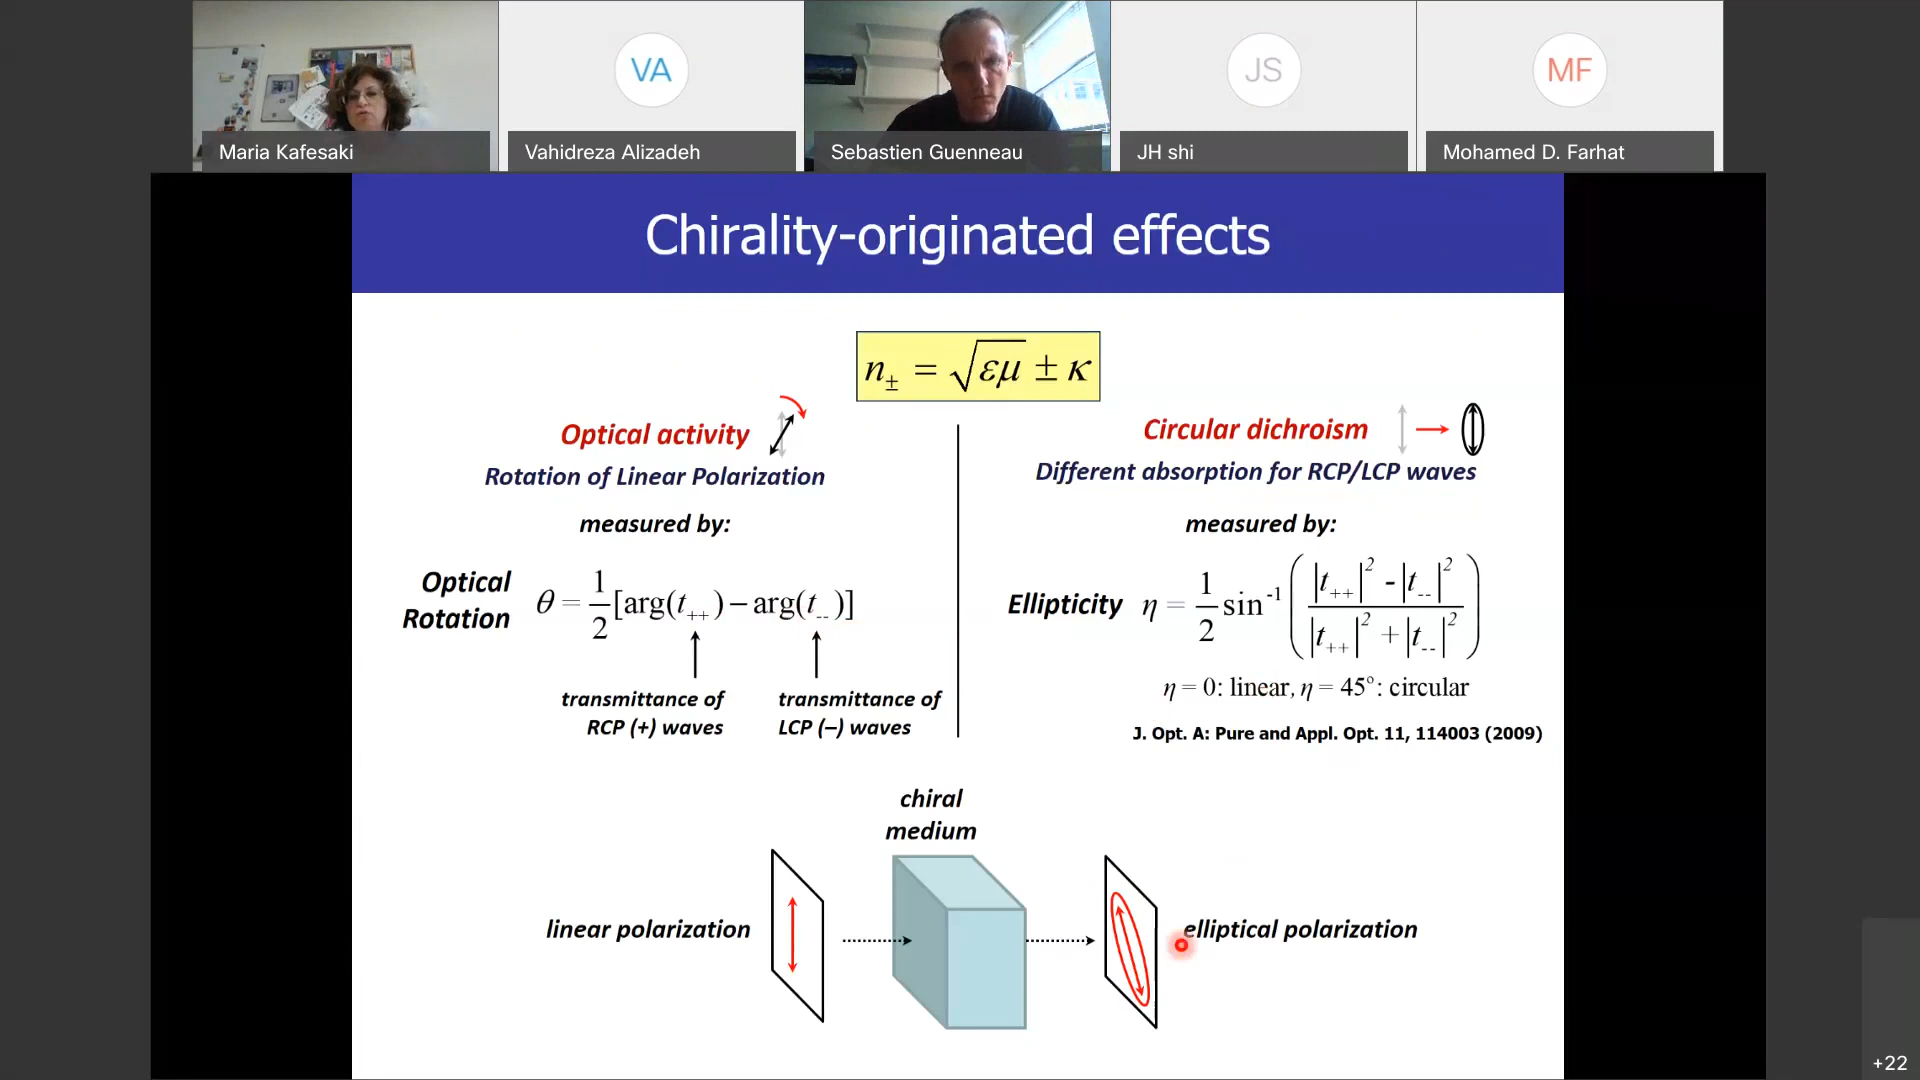 Maria Kafesaki
VA
Vahidreza Alizadeh
Sebastien Guenneau
JS
JH shi
MF
Mohamed D. Farhat
Chirality-originated effects
n± = √εμ ± κ
Optical activity
Rotation of Linear Polarization
measured by:
Optical
Rotation
θ = 1/2 [arg(t++) – arg(t--)]
transmittance of
RCP (+) waves
transmittance of
LCP (–) waves
Circular dichroism
Different absorption for RCP/LCP waves
measured by:
Ellipticity η = 1/2 sin-1 ( |t++|² - |t--|² / |t++|² + |t--|² )
η = 0: linear, η = 45°: circular
J. Opt. A: Pure and Appl. Opt. 11, 114003 (2009)
chiral
medium
linear polarization
elliptical polarization
+22